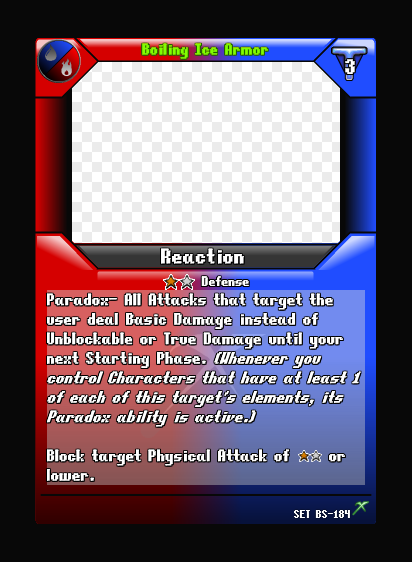 Boiling Ice Armor
3
Reaction
Defense
Paradox- All Attacks that target the
user deal Basic Damage instead of
Unblockable or True Damage until your
next Starting Phase. (Whenever you
control Characters that have at least 1
of each of this target's elements, its
Paradox ability is active.)
Block target Physical Attack of ★★ or
lower.
SET BS-184